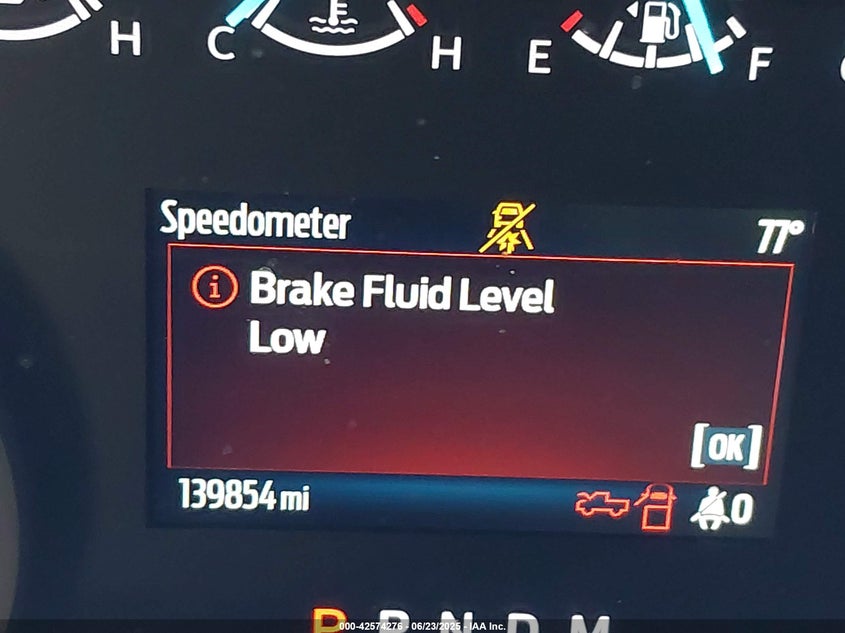 H C H E F
Speedometer 77°
Brake Fluid Level
Low
[OK]
139854 mi 0
P R N D M
000-42574276 - 06/23/2025 - IAA Inc.